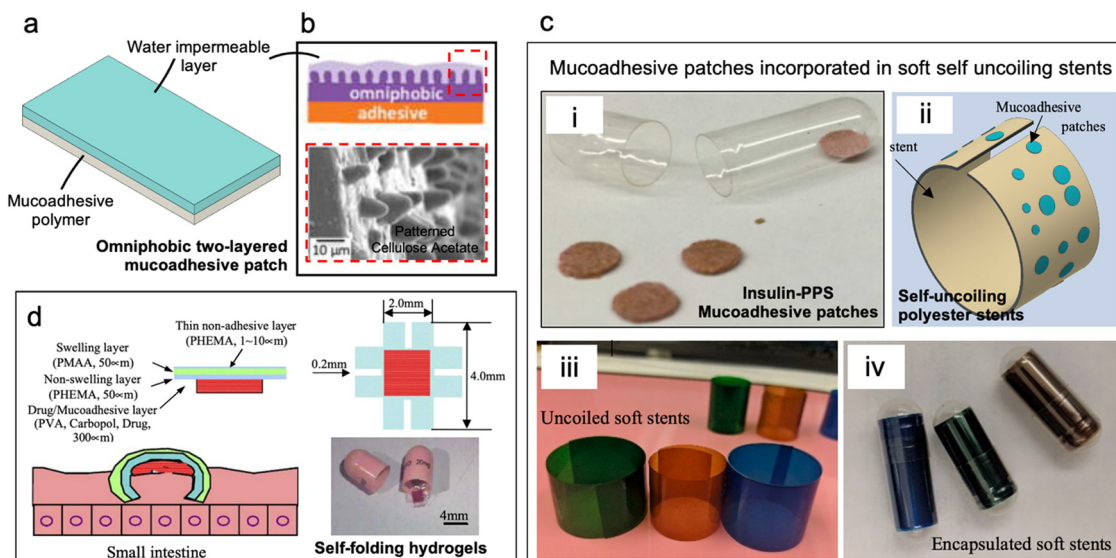 a
Water impermeable
layer
Mucoadhesive
polymer
Omniphobic two-layered
mucoadhesive patch
b
omniphobic
adhesive
10 μm
Patterned
Cellulose Acetate
c
Mucoadhesive patches incorporated in soft self uncoiling stents
i
Insulin-PPS
Mucoadhesive patches
ii
Mucoadhesive
patches
stent
Self-uncoiling
polyester stents
iii
Uncoiled soft stents
iv
Encapsulated soft stents
d
Thin non-adhesive layer
(PHEMA, 1~10∝m)
Swelling layer
(PMAA, 50∝m)
Non-swelling layer
(PHEMA, 50∝m)
Drug/Mucoadhesive layer
(PVA, Carbopol, Drug,
300∝m)
Small intestine
2.0mm
0.2mm
4.0mm
4mm
Self-folding hydrogels